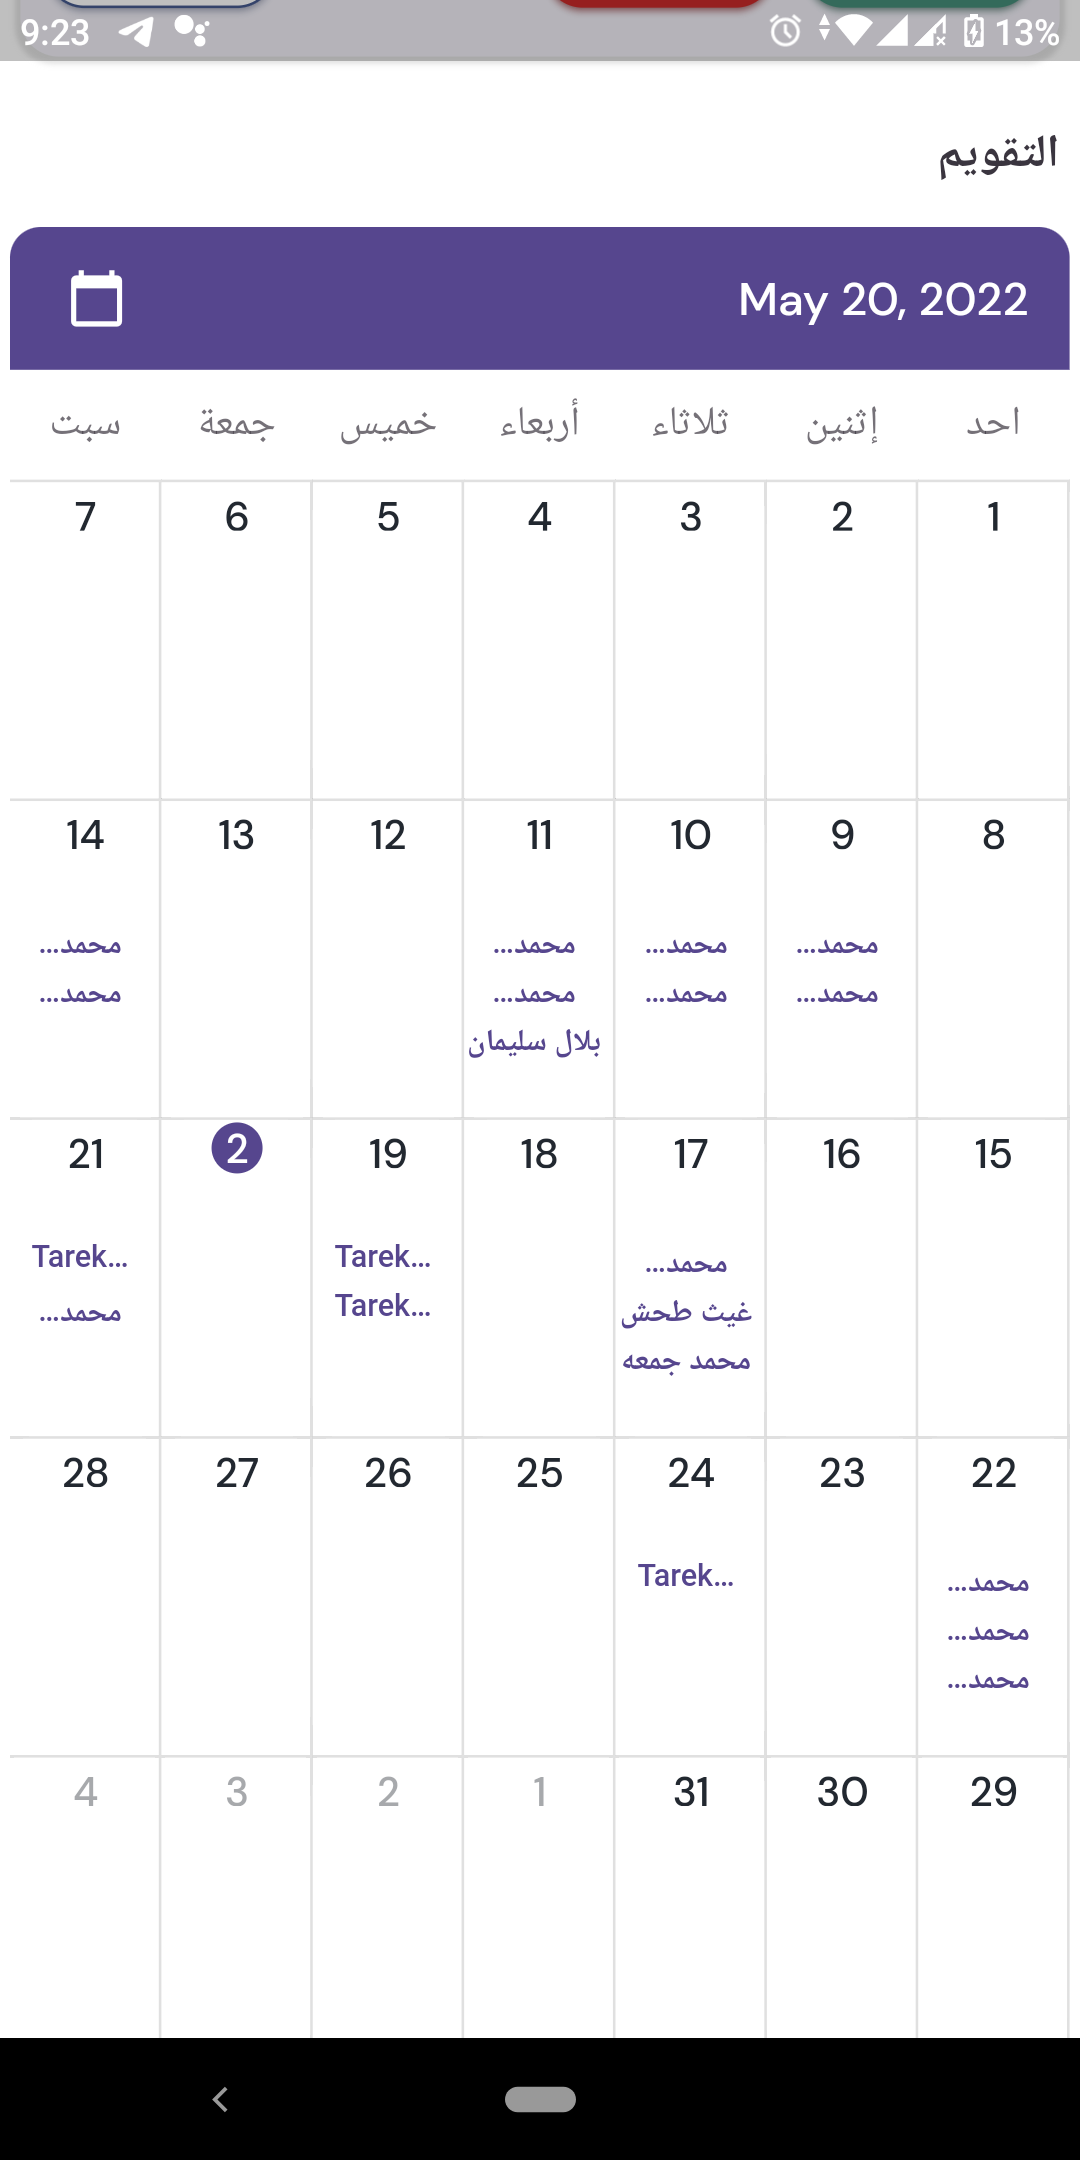 9:23 13%
التقويم
May 20, 2022
احد إثنين ثلاثاء أربعاء خميس جمعة سبت
1 2 3 4 5 6 7
8 9 10 11 12 13 14
محمد... محمد... محمد... محمد...
محمد... محمد... محمد... محمد...
بلال سليمان
15 16 17 18 19 2 21
محمد... Tarek... Tarek...
غيث طحش Tarek... محمد...
محمد جمعه
22 23 24 25 26 27 28
محمد... Tarek...
محمد...
محمد...
29 30 31 1 2 3 4